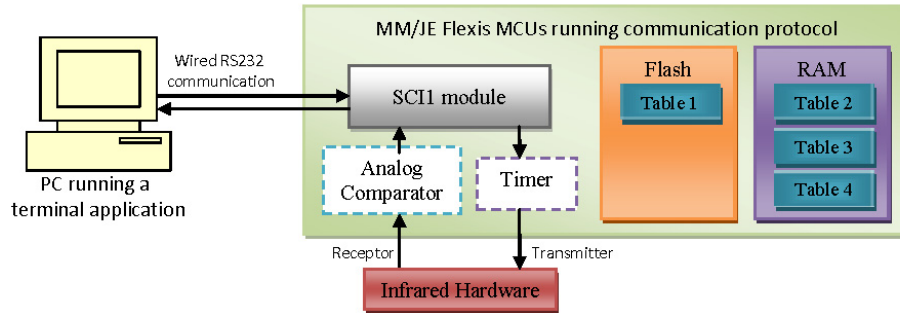 MM/JE Flexis MCUs running communication protocol
Wired RS232
communication
SCI1 module
Flash
Table 1
RAM
Table 2
Table 3
Table 4
Analog
Comparator
Timer
PC running a
terminal application
Receptor
Transmitter
Infrared Hardware